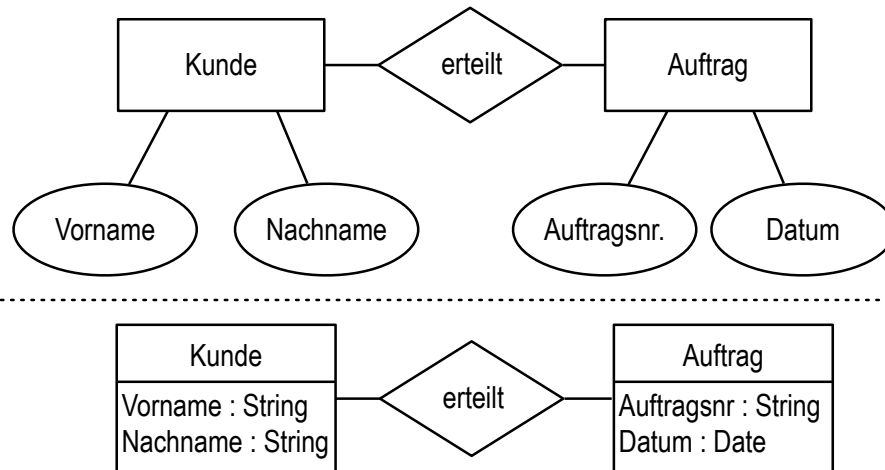 Kunde
erteilt
Auftrag
Vorname
Nachname
Auftragsnr.
Datum
Kunde
erteilt
Auftrag
Vorname : String
Nachname : String
Auftragsnr : String
Datum : Date